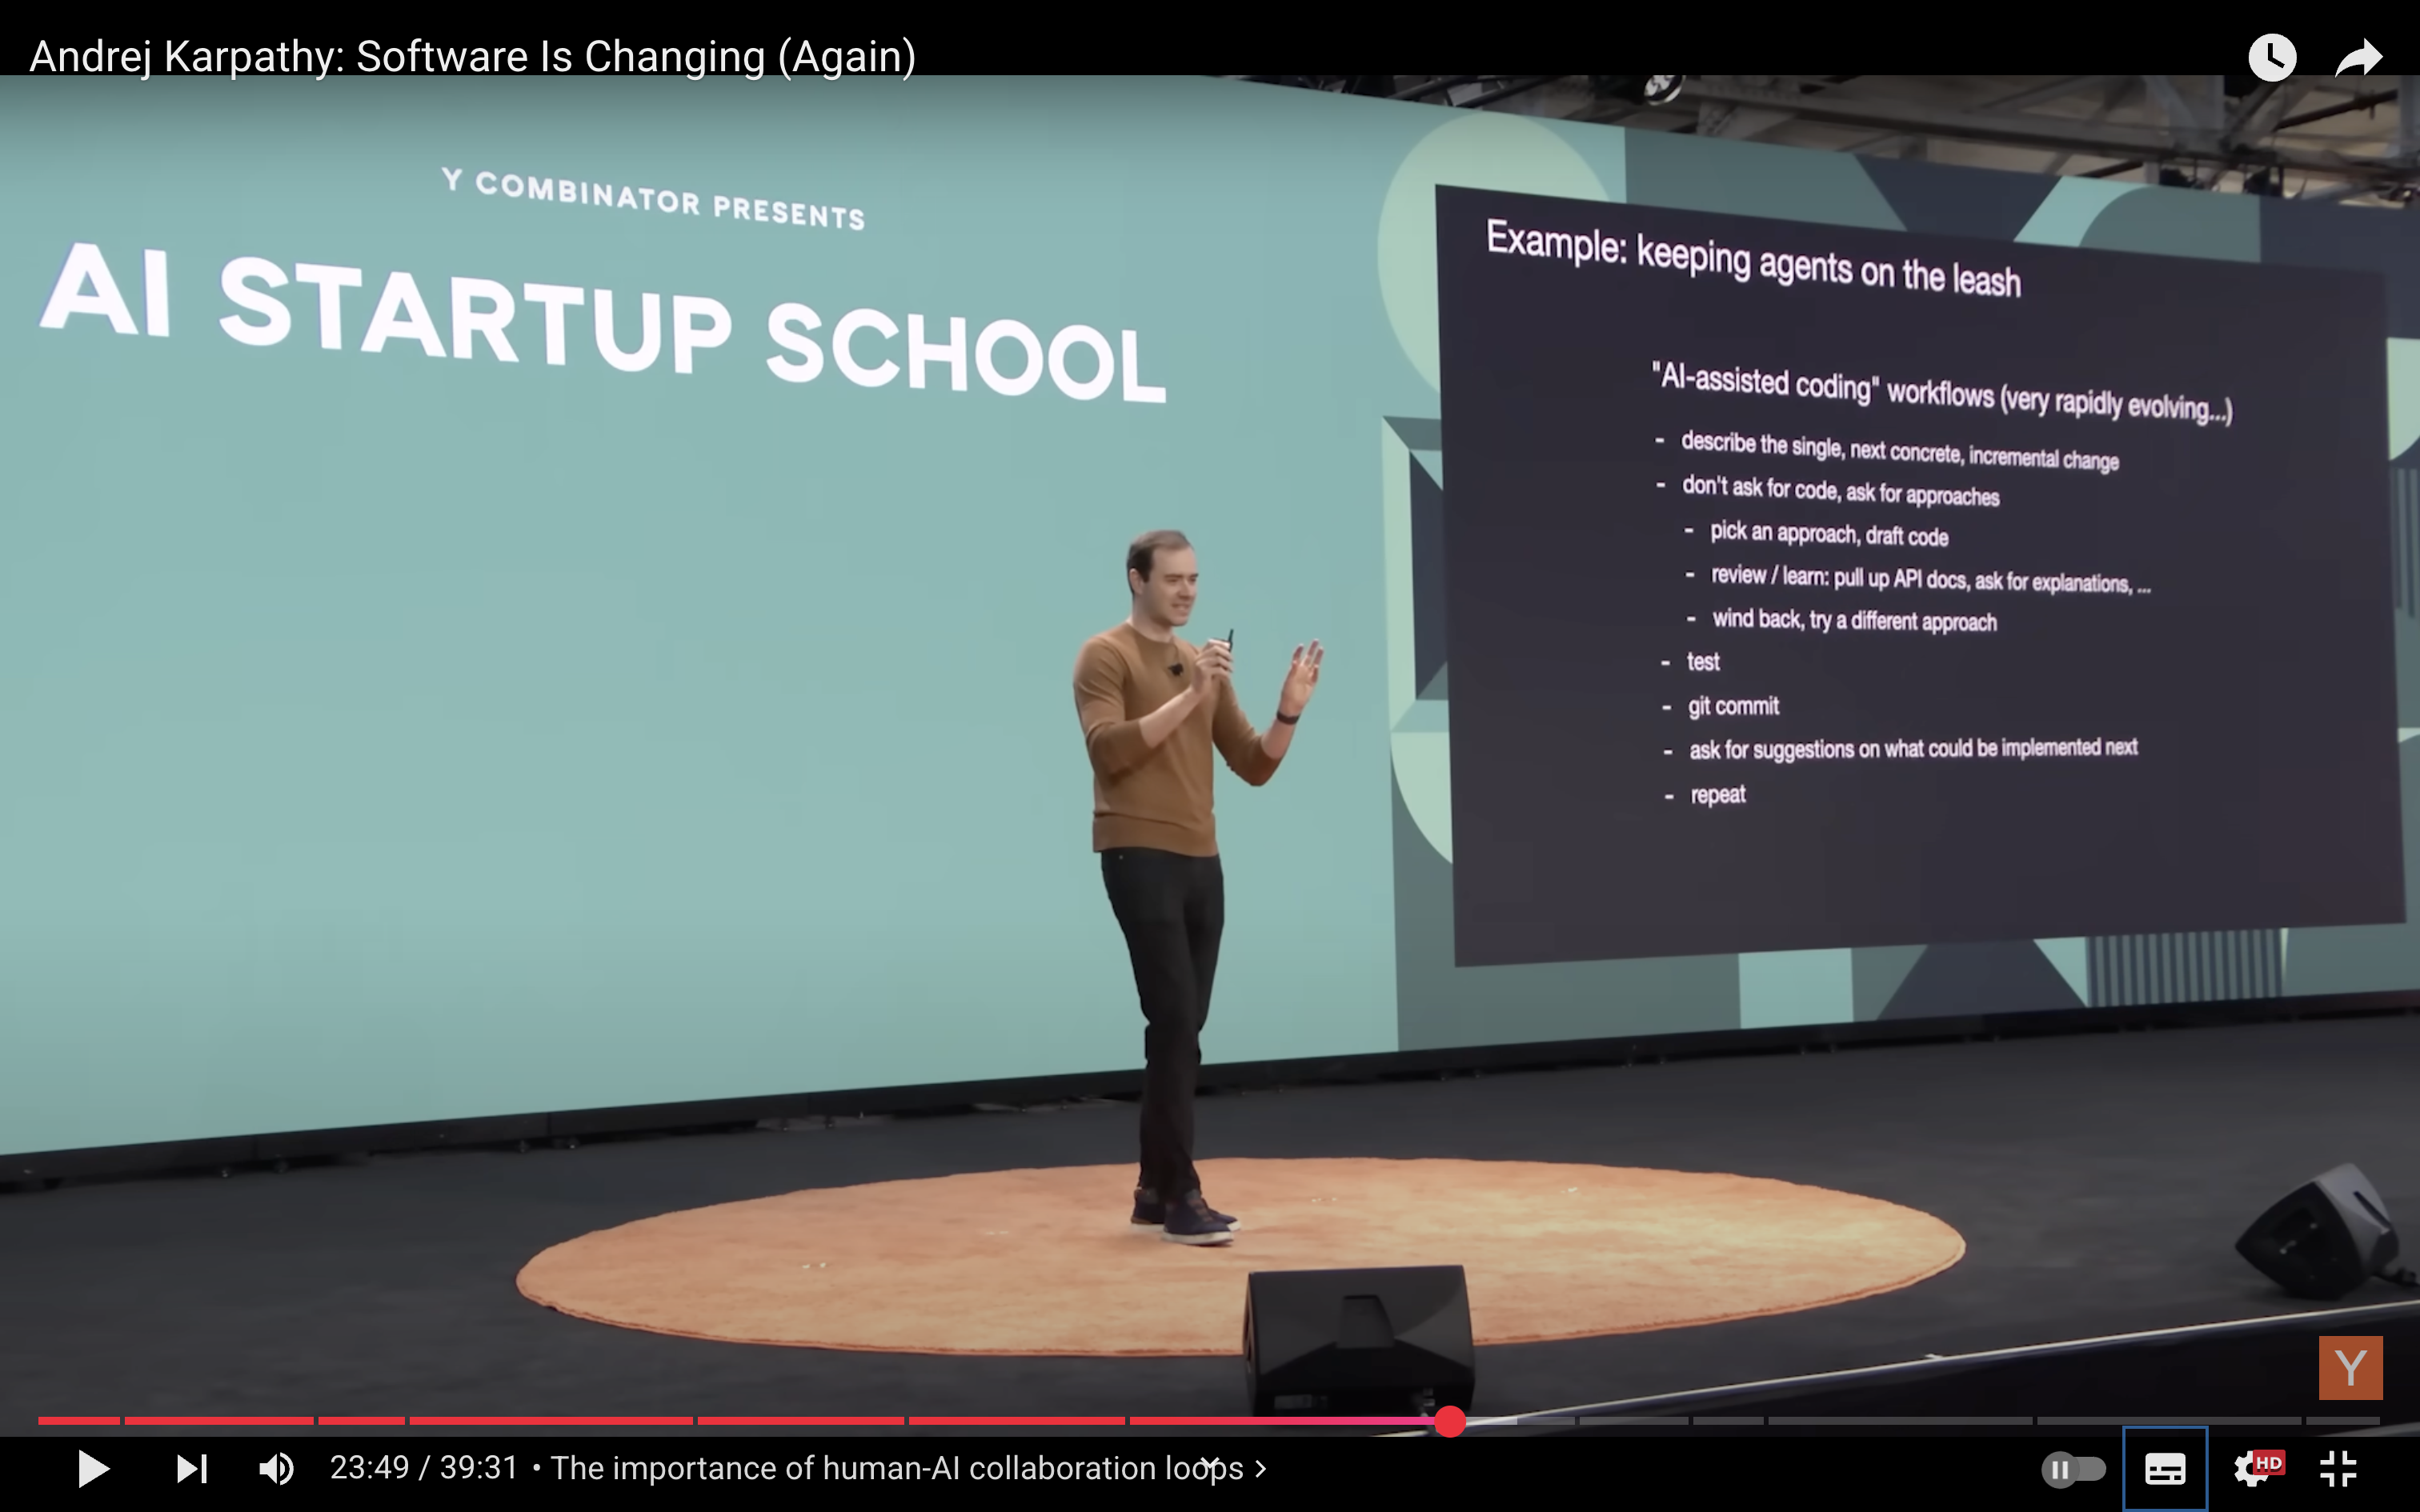 Andrej Karpathy: Software Is Changing (Again)
Y COMBINATOR PRESENTS
AI STARTUP SCHOOL
Example: keeping agents on the leash
"AI-assisted coding" workflows (very rapidly evolving...)
- describe the single, next concrete, incremental change
- don't ask for code, ask for approaches
- pick an approach, draft code
- review / learn: pull up API docs, ask for explanations, ...
- wind back, try a different approach
- test
- git commit
- ask for suggestions on what could be implemented next
- repeat
Y
23:49 / 39:31 • The importance of human-AI collaboration loops >
HD